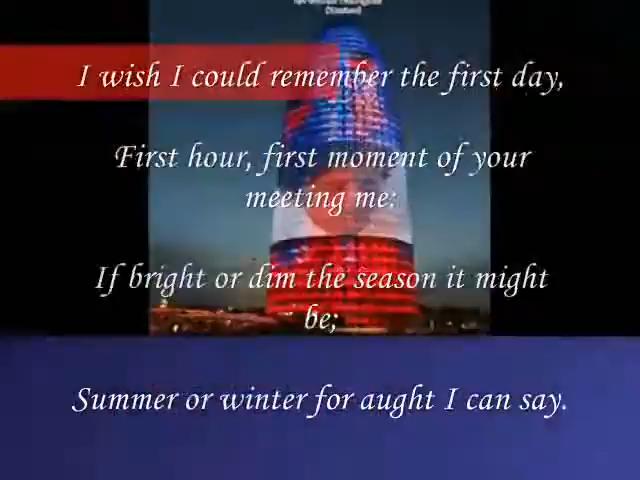 I wish I could remember the first day,
First hour, first moment of your
meeting me:
If bright or dim the season it might
be;
Summer or winter for aught I can say.